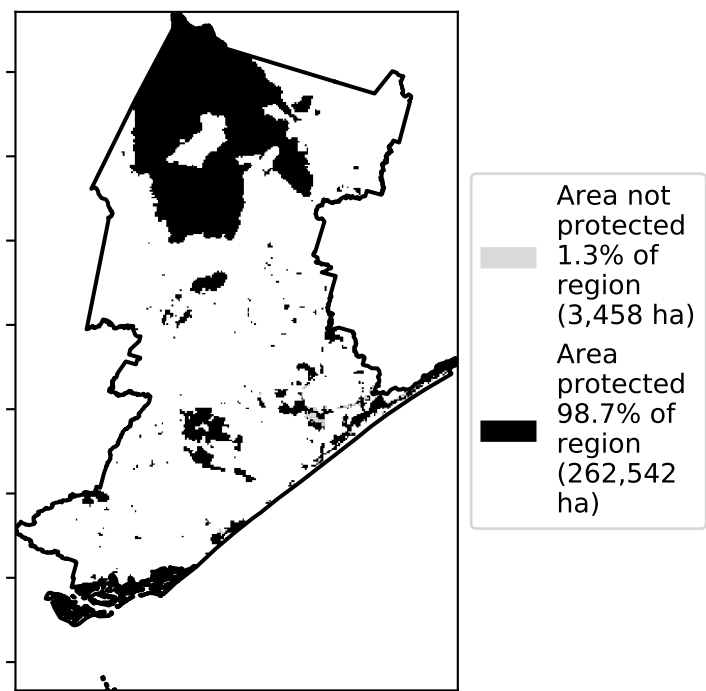 Area not
protected
1.3% of
region
(3,458 ha)
Area
protected
98.7% of
region
(262,542
ha)